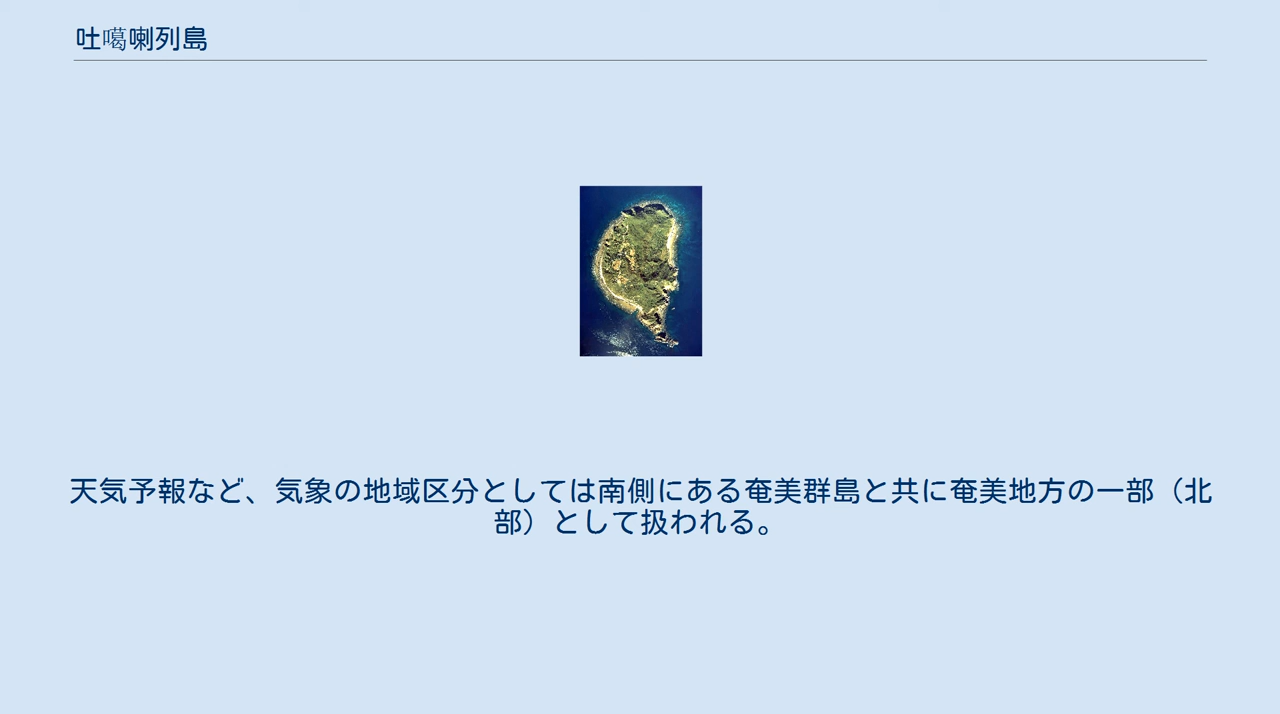 吐噶喇列島
天気予報など、気象の地域区分としては南側にある奄美群島と共に奄美地方の一部（北
部）として扱われる。